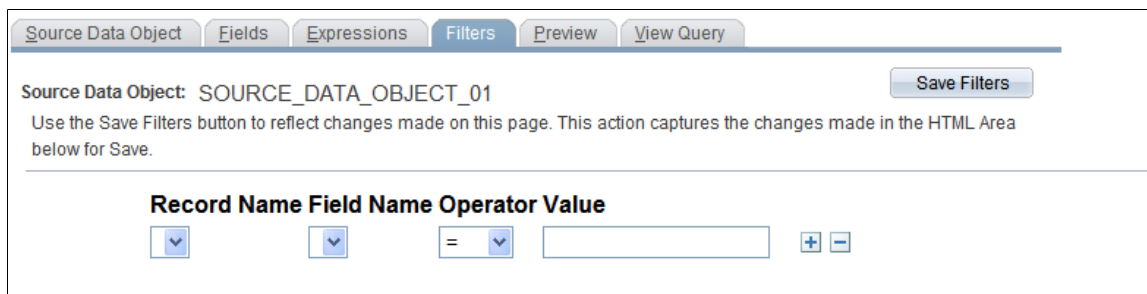 Source Data Object Fields Expressions Filters Preview View Query
Source Data Object: SOURCE_DATA_OBJECT_01 Save Filters
Use the Save Filters button to reflect changes made on this page. This action captures the changes made in the HTML Area
below for Save.
Record Name Field Name Operator Value
=